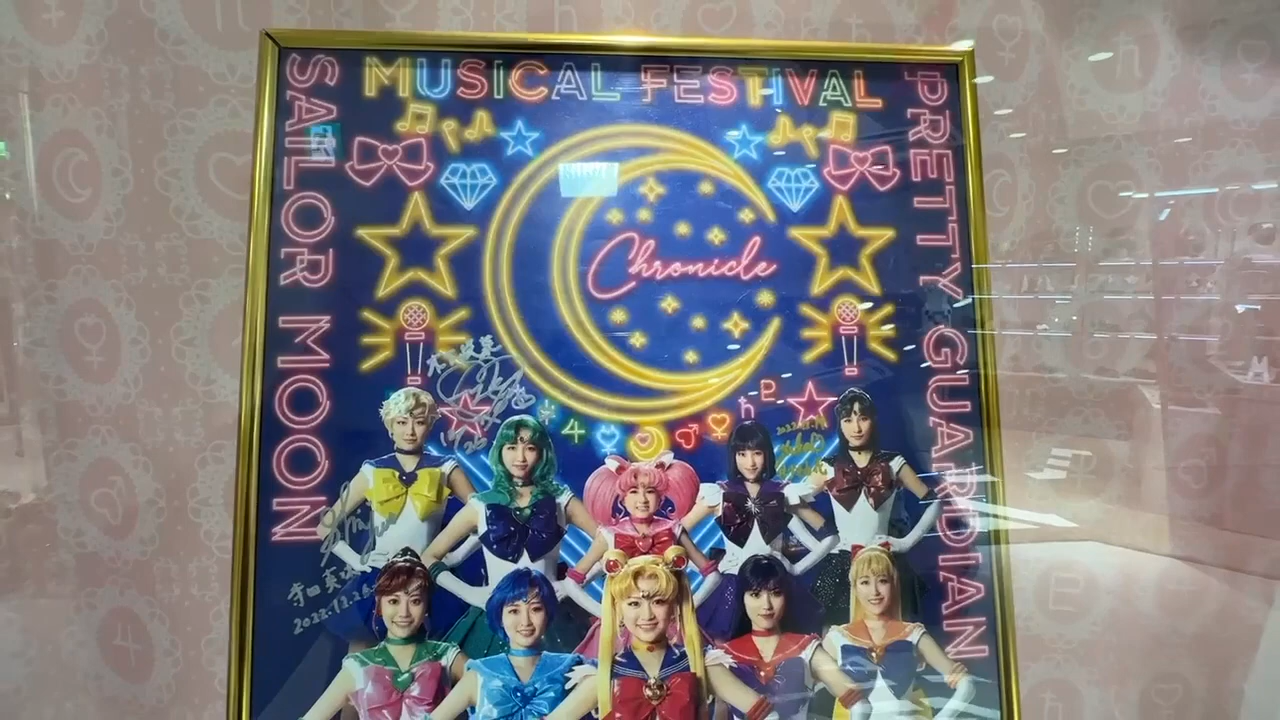 MUSICAL FESTIVAL
SAILOR MOON
PRETTY GUARDIAN
Chronicle
2022.12.26